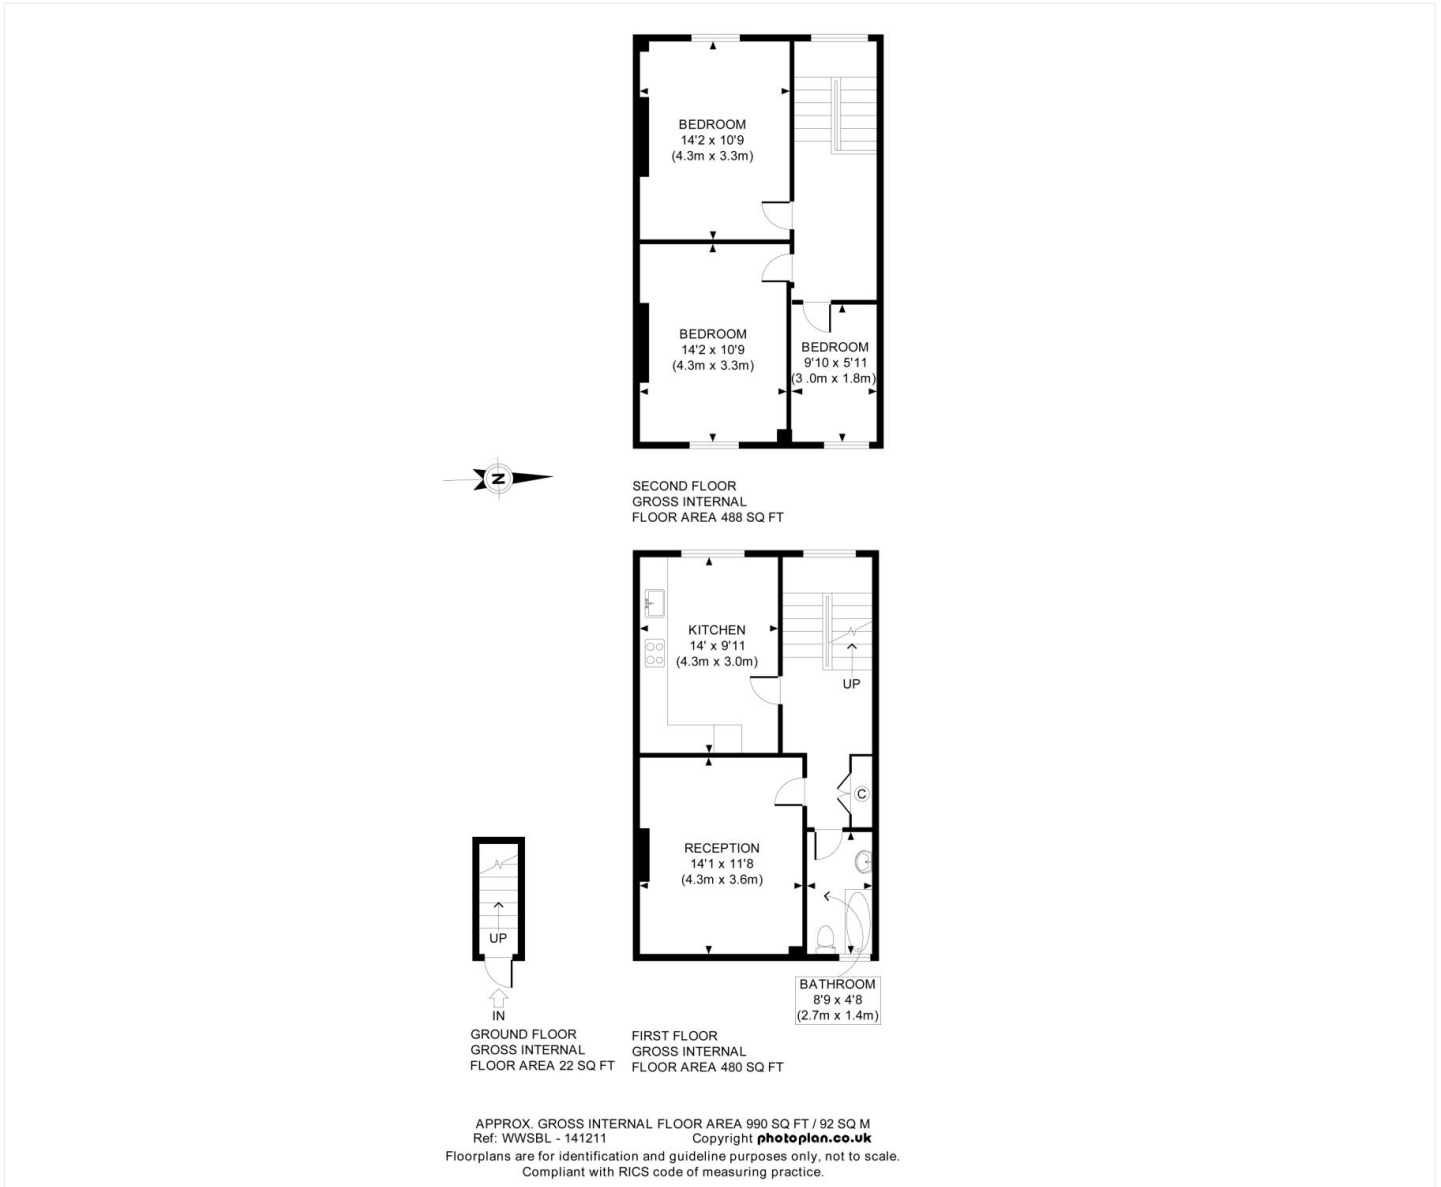 BEDROOM
14'2 x 10'9
(4.3m x 3.3m)
BEDROOM
14'2 x 10'9
(4.3m x 3.3m)
BEDROOM
9'10 x 5'11
(3 .0m x 1.8m)
N
SECOND FLOOR
GROSS INTERNAL
FLOOR AREA 488 SQ FT
KITCHEN
14' x 9'11
(4.3m x 3.0m)
UP
C
RECEPTION
14'1 x 11'8
(4.3m x 3.6m)
BATHROOM
8'9 x 4'8
(2.7m x 1.4m)
UP
IN
GROUND FLOOR
GROSS INTERNAL
FLOOR AREA 22 SQ FT
FIRST FLOOR
GROSS INTERNAL
FLOOR AREA 480 SQ FT
APPROX. GROSS INTERNAL FLOOR AREA 990 SQ FT / 92 SQ M
Ref: WWSBL - 141211 Copyright photoplan.co.uk
Floorplans are for identification and guideline purposes only, not to scale.
Compliant with RICS code of measuring practice.